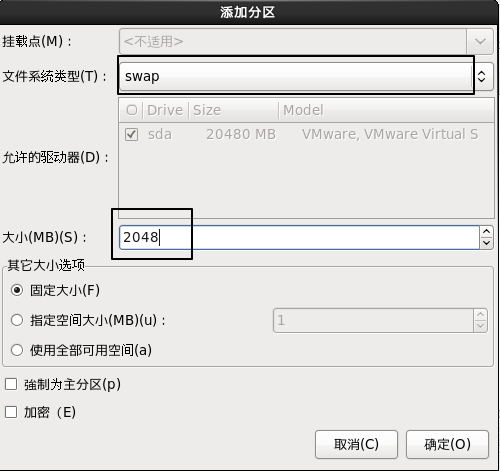 添加分区
挂载点(M)： <不适用>
文件系统类型(T)： swap
Drive Size Model
sda 20480 MB VMware, VMware Virtual S
允许的驱动器(D)：
大小(MB)(S)： 2048
其它大小选项
固定大小(F)
指定空间大小(MB)(u)： 1
使用全部可用空间(a)
強制为主分区(p)
加密（E)
取消(C) 确定(O)